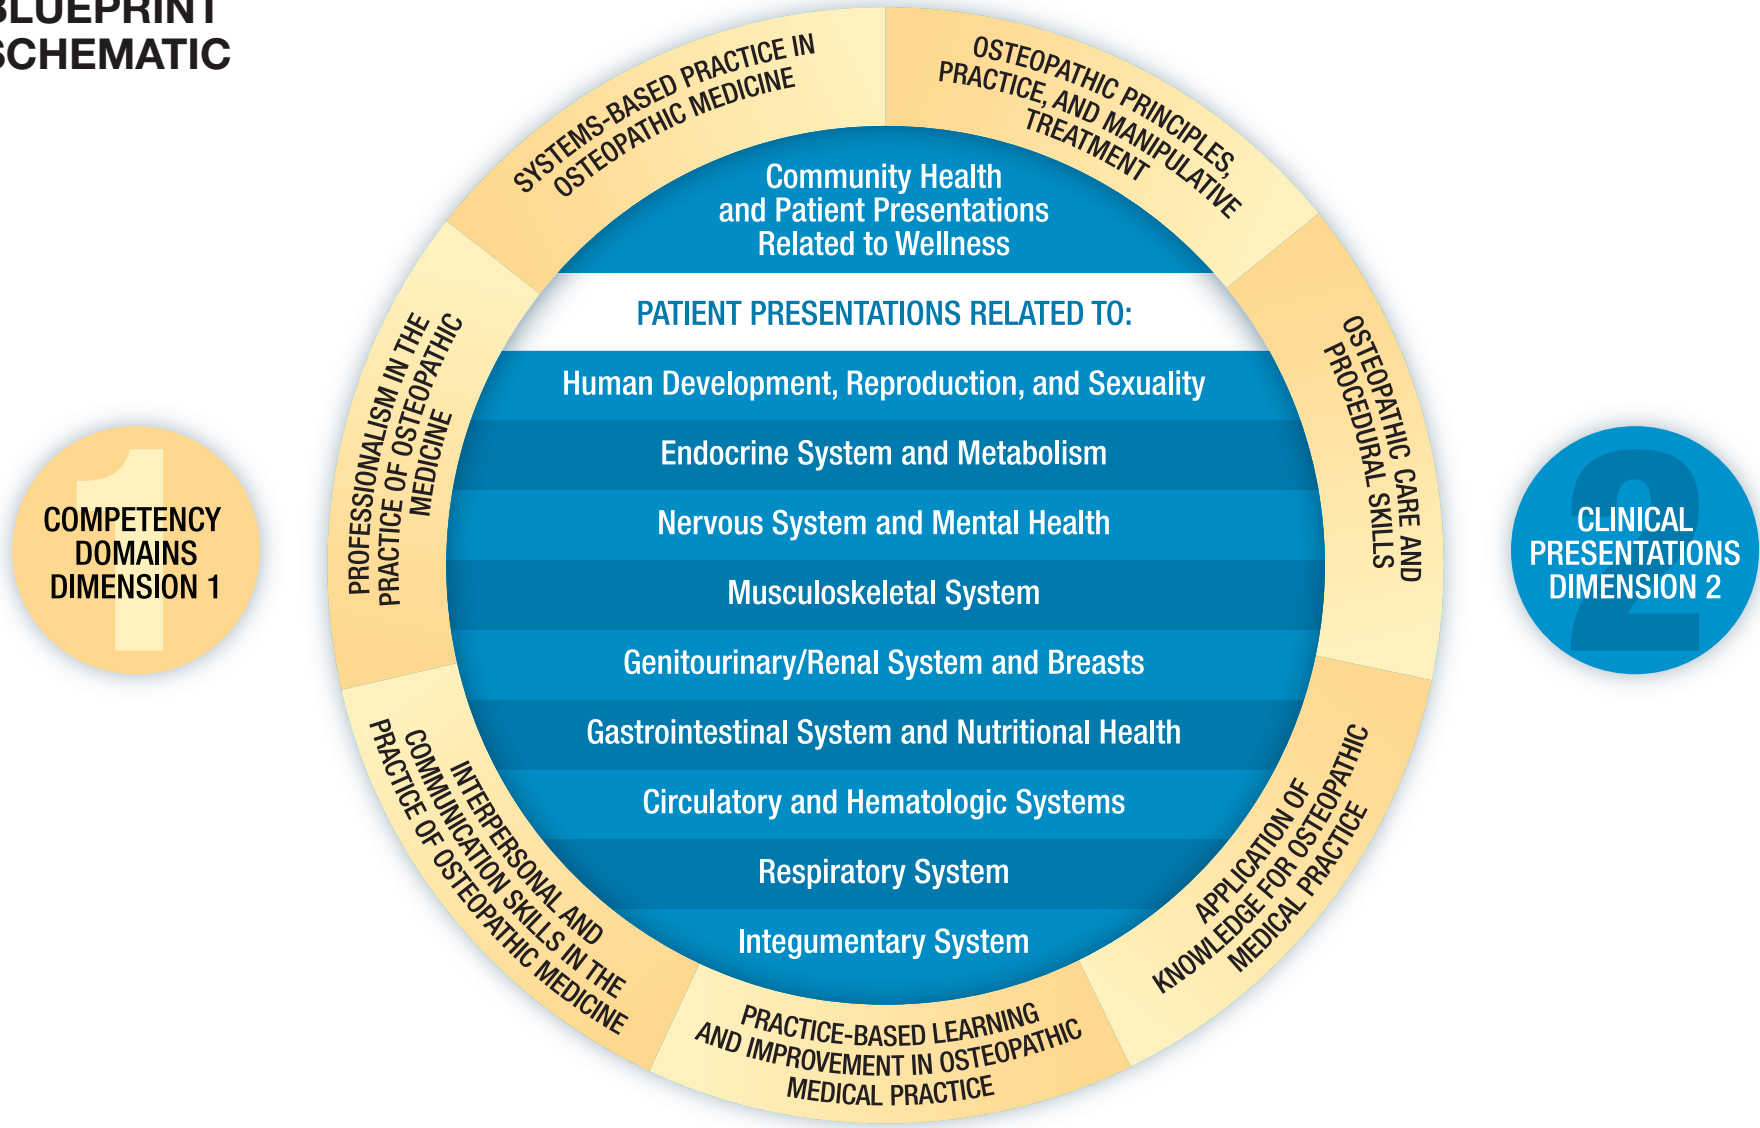 BLUEPRINT
SCHEMATIC
SYSTEMS-BASED PRACTICE IN
OSTEOPATHIC MEDICINE
OSTEOPATHIC PRINCIPLES,
PRACTICE, AND MANIPULATIVE
TREATMENT
OSTEOPATHIC CARE AND
PROCEDURAL SKILLS
APPLICATION OF
KNOWLEDGE FOR OSTEOPATHIC
MEDICAL PRACTICE
PRACTICE-BASED LEARNING
AND IMPROVEMENT IN OSTEOPATHIC
MEDICAL PRACTICE
INTERPERSONAL AND
COMMUNICATION SKILLS IN THE
PRACTICE OF OSTEOPATHIC MEDICINE
PROFESSIONALISM IN THE
PRACTICE OF OSTEOPATHIC
MEDICINE
Community Health
and Patient Presentations
Related to Wellness
PATIENT PRESENTATIONS RELATED TO:
Human Development, Reproduction, and Sexuality
Endocrine System and Metabolism
Nervous System and Mental Health
Musculoskeletal System
Genitourinary/Renal System and Breasts
Gastrointestinal System and Nutritional Health
Circulatory and Hematologic Systems
Respiratory System
Integumentary System
1
COMPETENCY
DOMAINS
DIMENSION 1
2
CLINICAL
PRESENTATIONS
DIMENSION 2